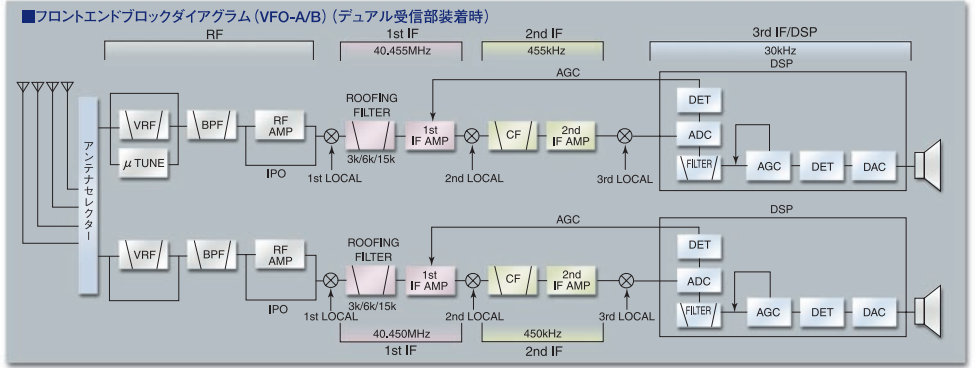 ■フロントエンドブロックダイアグラム(VFO-A/B)(デュアル受信部装着時)
RF
1st IF
2nd IF
3rd IF/DSP
40.455MHz
455kHz
30kHz
DSP
AGC
アンテナセレクター
VRF
μ TUNE
BPF
RF
AMP
IPO
1st LOCAL
ROOFING
FILTER
3k/6k/15k
1st
IF AMP
2nd LOCAL
CF
2nd
IF AMP
3rd LOCAL
DET
ADC
FILTER
AGC
DET
DAC
DSP
AGC
VRF
BPF
RF
AMP
IPO
1st LOCAL
ROOFING
FILTER
3k/6k/15k
1st
IF AMP
2nd LOCAL
CF
2nd
IF AMP
3rd LOCAL
DET
ADC
FILTER
AGC
DET
DAC
40.450MHz
450kHz
1st IF
2nd IF